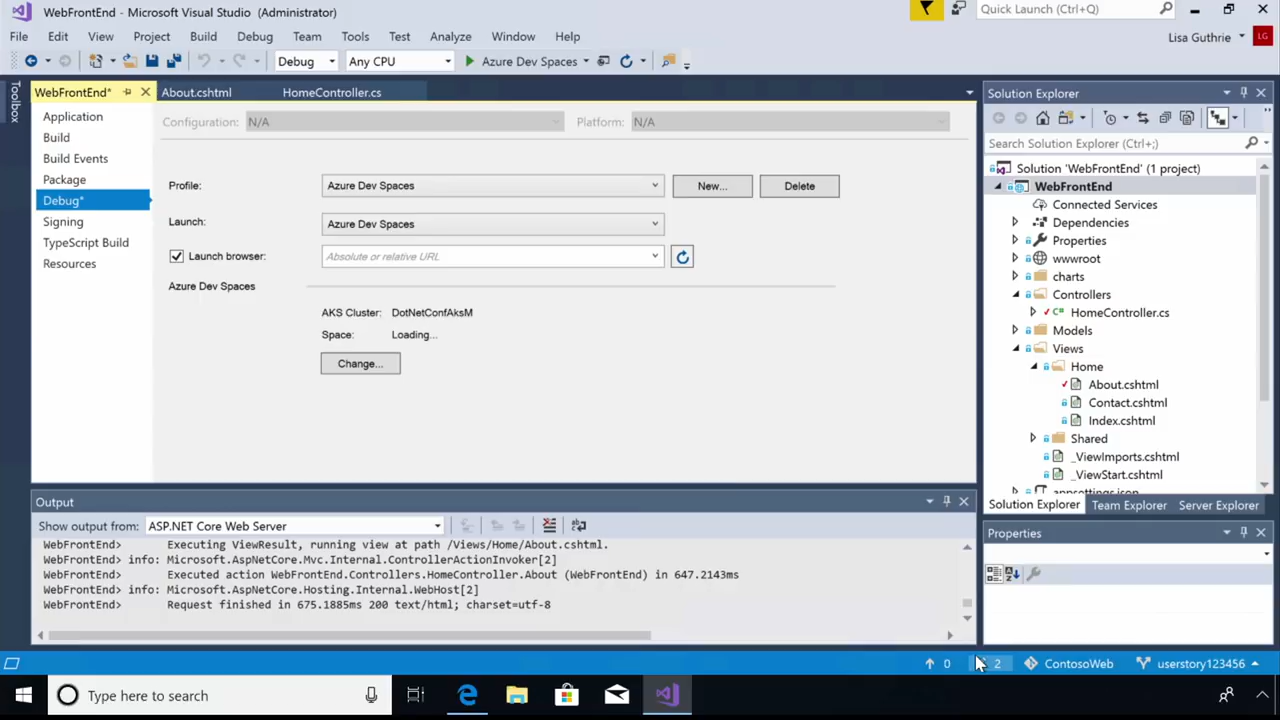 WebFrontEnd - Microsoft Visual Studio (Administrator)
Quick Launch (Ctrl+Q)
File Edit View Project Build Debug Team Tools Test Analyze Window Help
Lisa Guthrie
LG
Debug Any CPU Azure Dev Spaces
Toolbox
WebFrontEnd* About.cshtml HomeController.cs
Application
Build
Build Events
Package
Debug*
Signing
TypeScript Build
Resources
Configuration: N/A Platform: N/A
Profile: Azure Dev Spaces New... Delete
Launch: Azure Dev Spaces
Launch browser: Absolute or relative URL
Azure Dev Spaces
AKS Cluster: DotNetConfAksM
Space: Loading...
Change...
Solution Explorer
Search Solution Explorer (Ctrl+;)
Solution 'WebFrontEnd' (1 project)
WebFrontEnd
Connected Services
Dependencies
Properties
wwwroot
charts
Controllers
C# HomeController.cs
Models
Views
Home
About.cshtml
Contact.cshtml
Index.cshtml
Shared
_ViewImports.cshtml
_ViewStart.cshtml
appsettings.json
Solution Explorer Team Explorer Server Explorer
Properties
Output
Show output from: ASP.NET Core Web Server
WebFrontEnd> Executing ViewResult, running view at path /Views/Home/About.cshtml.
WebFrontEnd> info: Microsoft.AspNetCore.Mvc.Internal.ControllerActionInvoker[2]
WebFrontEnd> Executed action WebFrontEnd.Controllers.HomeController.About (WebFrontEnd) in 647.2143ms
WebFrontEnd> info: Microsoft.AspNetCore.Hosting.Internal.WebHost[2]
WebFrontEnd> Request finished in 675.1885ms 200 text/html; charset=utf-8
0 2 ContosoWeb userstory123456
Type here to search